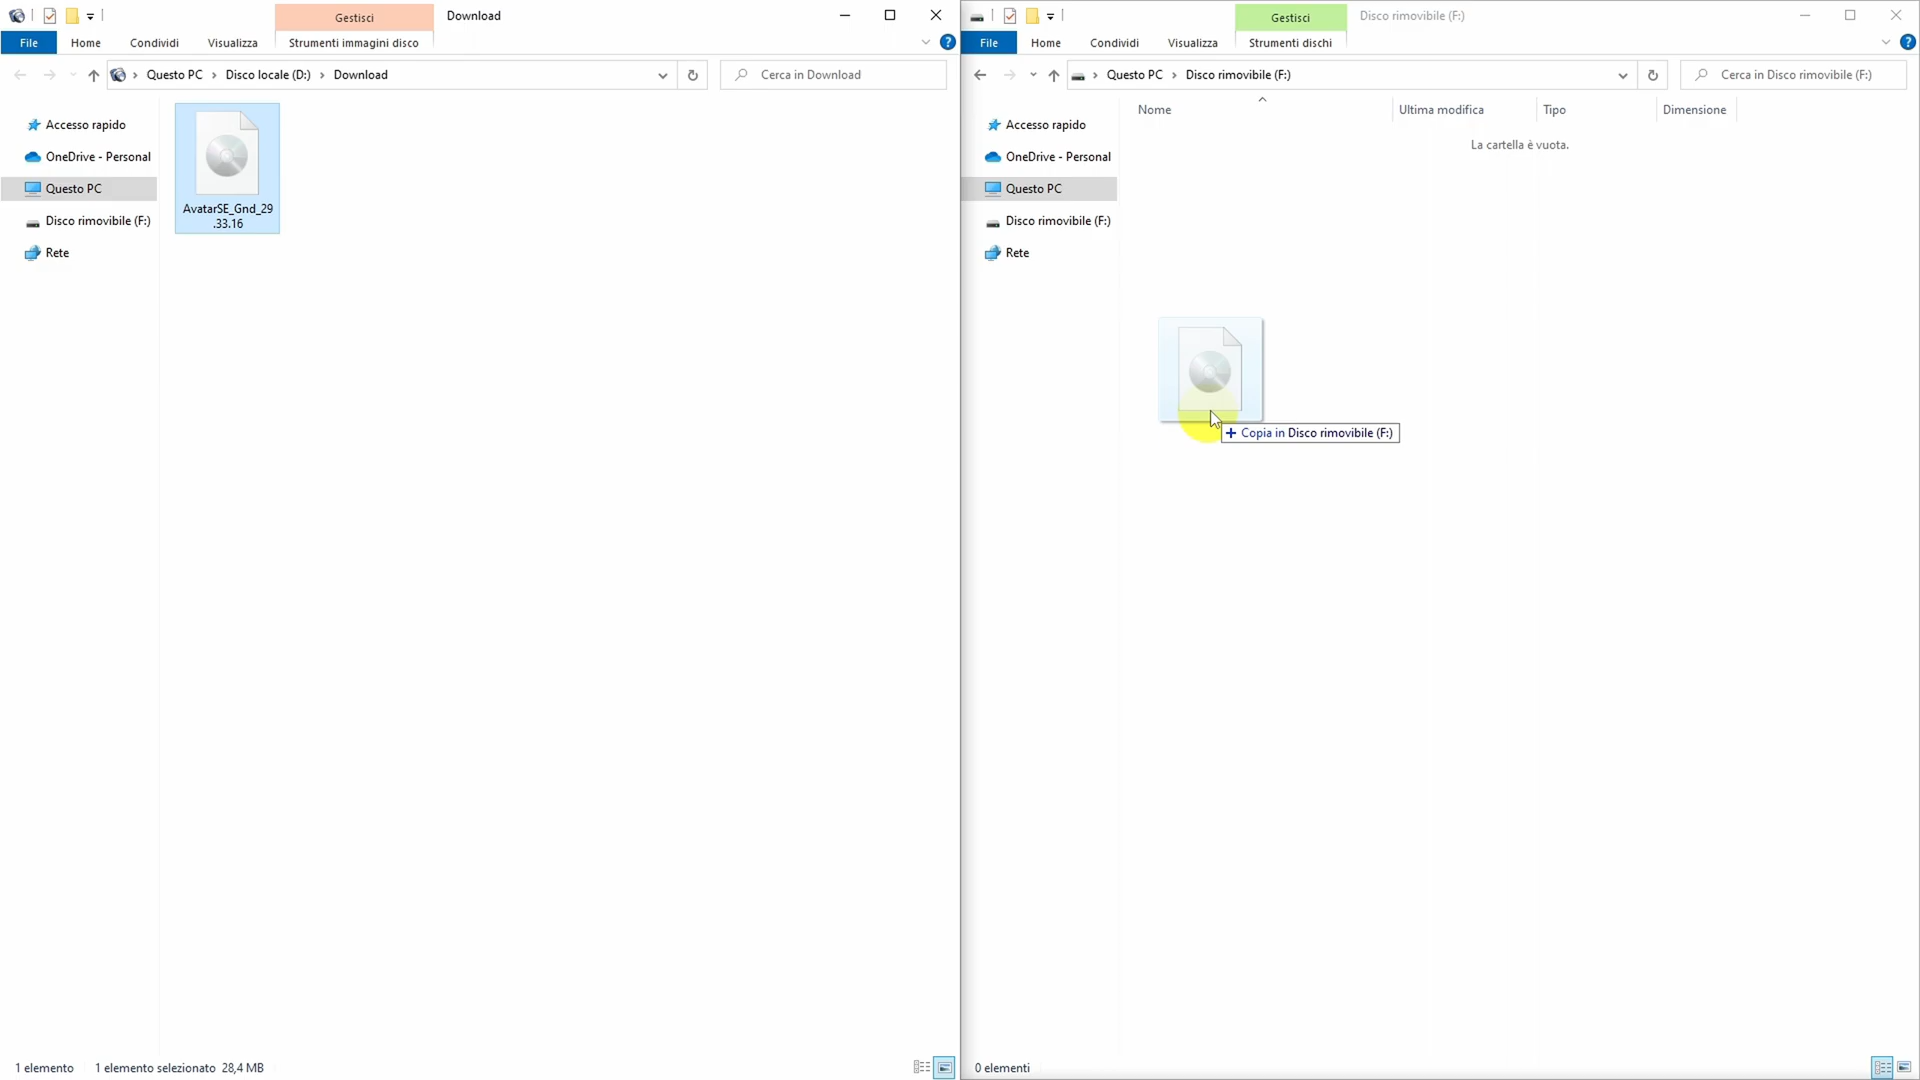 Gestisci
Download
File
Home
Condividi
Visualizza
Strumenti immagini disco
Questo PC
Disco locale (D:)
Download
Cerca in Download
Accesso rapido
OneDrive - Personal
Questo PC
Disco rimovibile (F:)
Rete
AvatarSE_Gnd_29
.33.16
1 elemento
1 elemento selezionato 28,4 MB
Gestisci
Disco rimovibile (F:)
File
Home
Condividi
Visualizza
Strumenti dischi
Questo PC
Disco rimovibile (F:)
Cerca in Disco rimovibile (F:)
Accesso rapido
OneDrive - Personal
Questo PC
Disco rimovibile (F:)
Rete
Nome
Ultima modifica
Tipo
Dimensione
La cartella è vuota.
+ Copia in Disco rimovibile (F:)
0 elementi